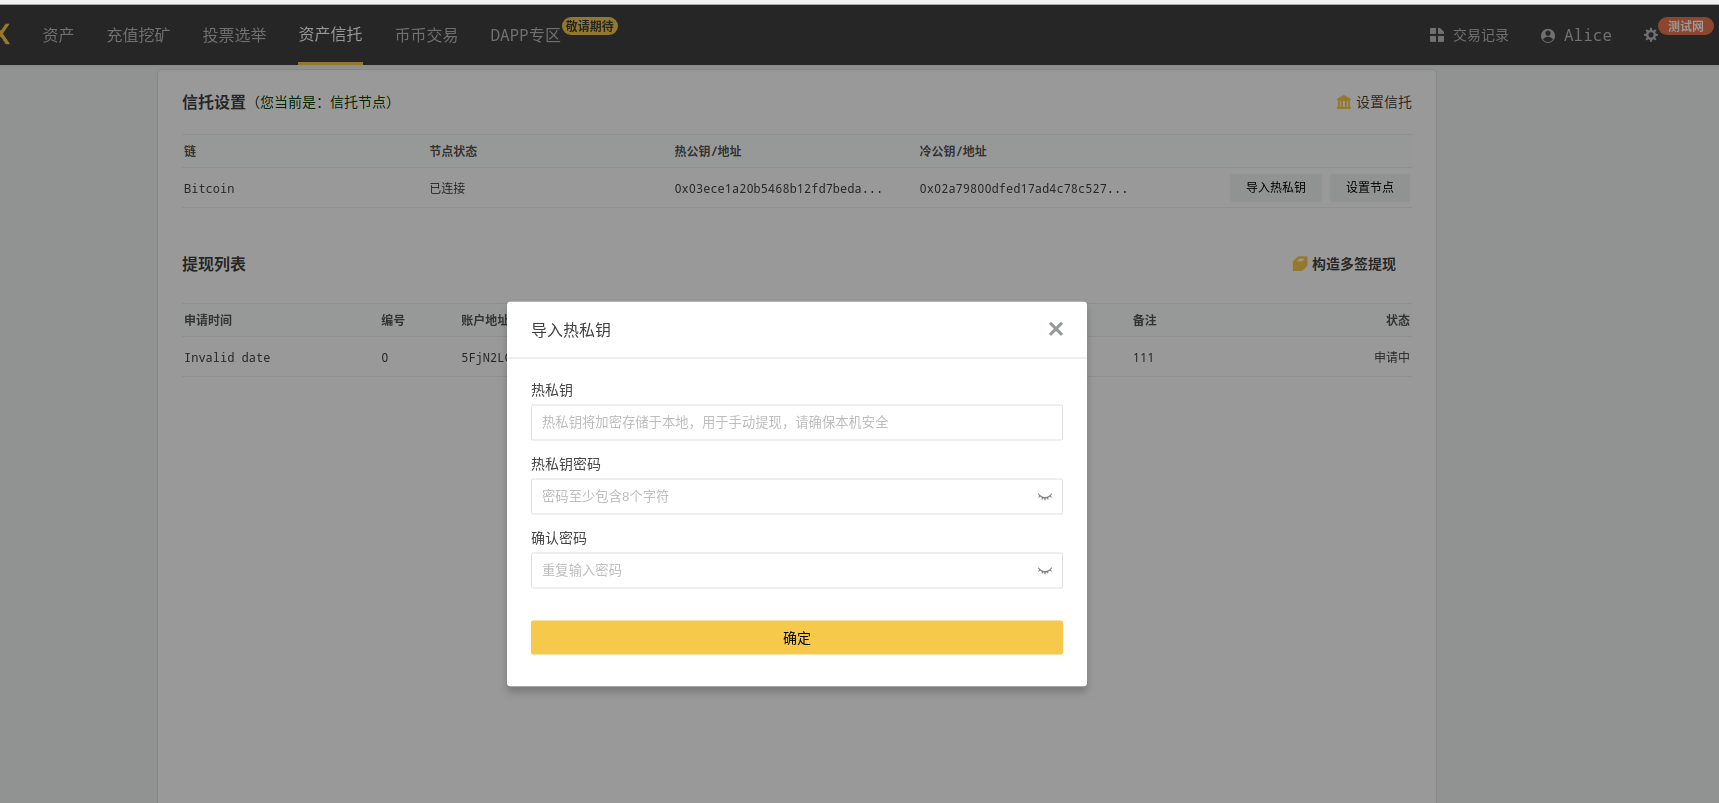 资产 充值挖矿 投票选举 资产信托 币币交易 DAPP专区 敬请期待 交易记录 Alice 测试网
信托设置（您当前是：信托节点） 设置信托
链 节点状态 热公钥/地址 冷公钥/地址
Bitcoin 已连接 0x03ece1a20b5468b12fd7beda... 0x02a79800dfed17ad4c78c527... 导入热私钥 设置节点
提现列表 构造多签提现
申请时间 编号 账户地址 备注 状态
Invalid date 0 5FjN2L 111 申请中
导入热私钥
热私钥
热私钥将加密存储于本地，用于手动提现，请确保本机安全
热私钥密码
密码至少包含8个字符
确认密码
重复输入密码
确定